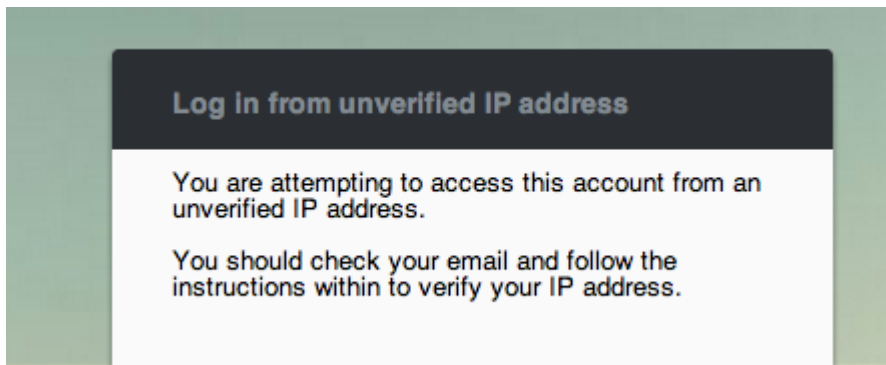 Log in from unverified IP address
You are attempting to access this account from an
unverified IP address.
You should check your email and follow the
instructions within to verify your IP address.